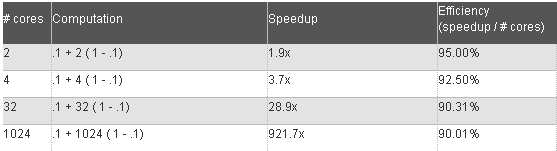 # cores Computation Speedup Efficiency (speedup / # cores)
2 .1 + 2 ( 1 - .1) 1.9x 95.00%
4 .1 + 4 ( 1 - .1) 3.7x 92.50%
32 .1 + 32 ( 1 - .1) 28.9x 90.31%
1024 .1 + 1024 ( 1 - .1) 921.7x 90.01%